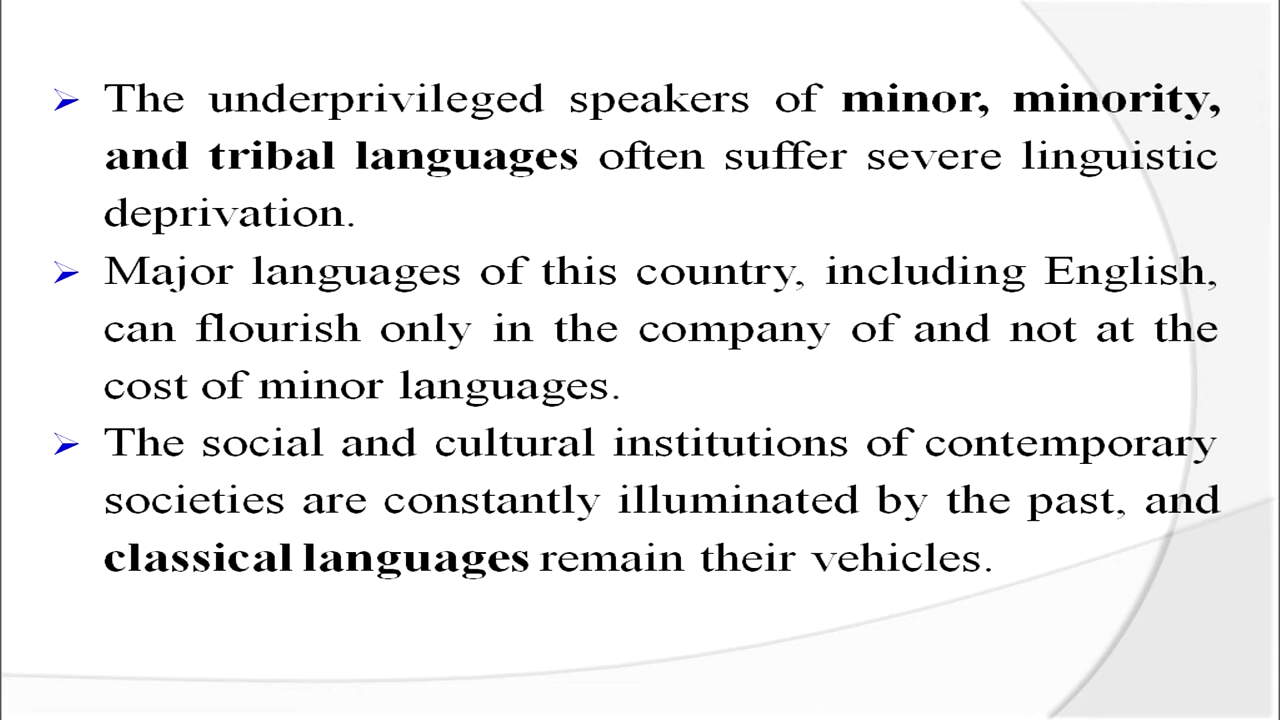 ➢ The underprivileged speakers of minor, minority,
and tribal languages often suffer severe linguistic
deprivation.
➢ Major languages of this country, including English,
can flourish only in the company of and not at the
cost of minor languages.
➢ The social and cultural institutions of contemporary
societies are constantly illuminated by the past, and
classical languages remain their vehicles.